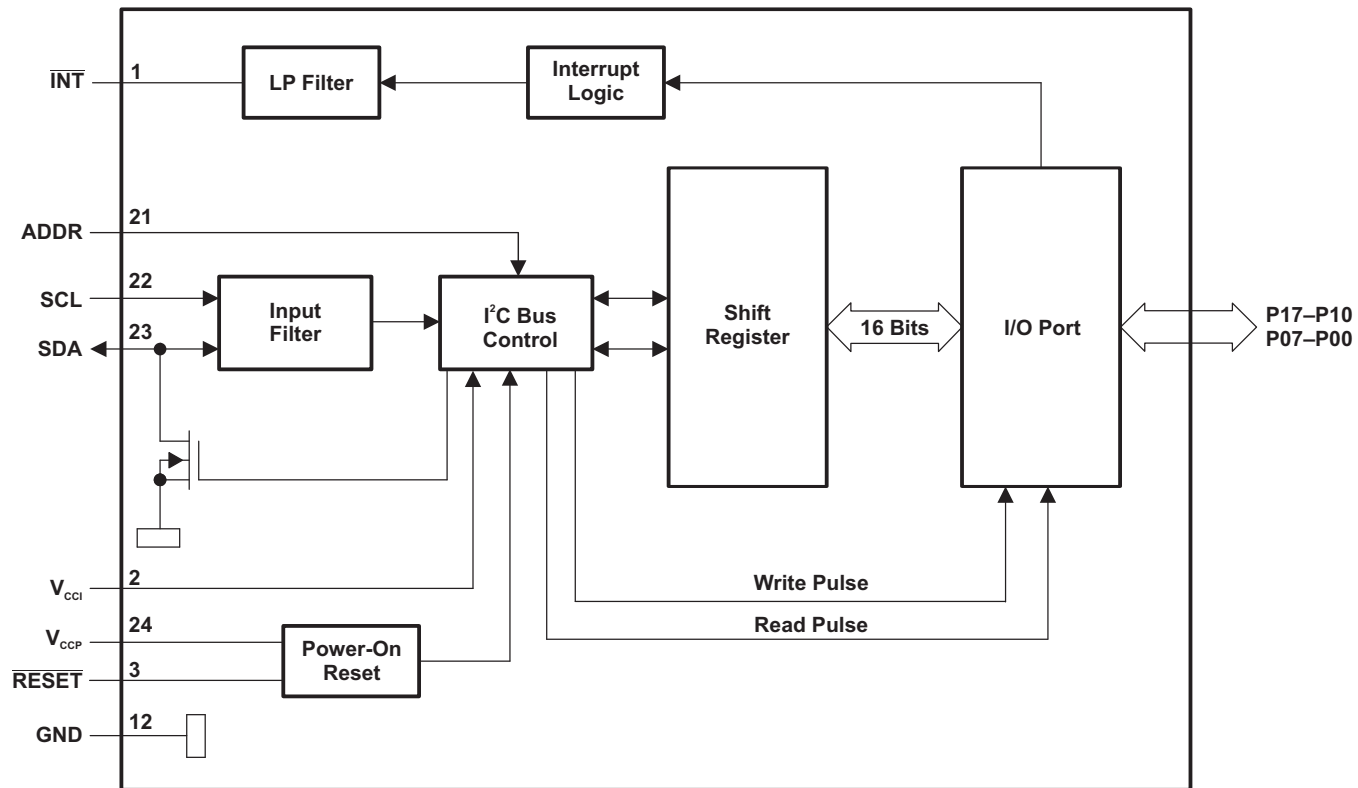 INT
1
LP Filter
Interrupt
Logic
ADDR
21
SCL
22
SDA
23
Input
Filter
I²C Bus
Control
Shift
Register
16 Bits
I/O Port
P17–P10
P07–P00
V_CCI
2
Write Pulse
V_CCP
24
Read Pulse
RESET
3
Power-On
Reset
GND
12